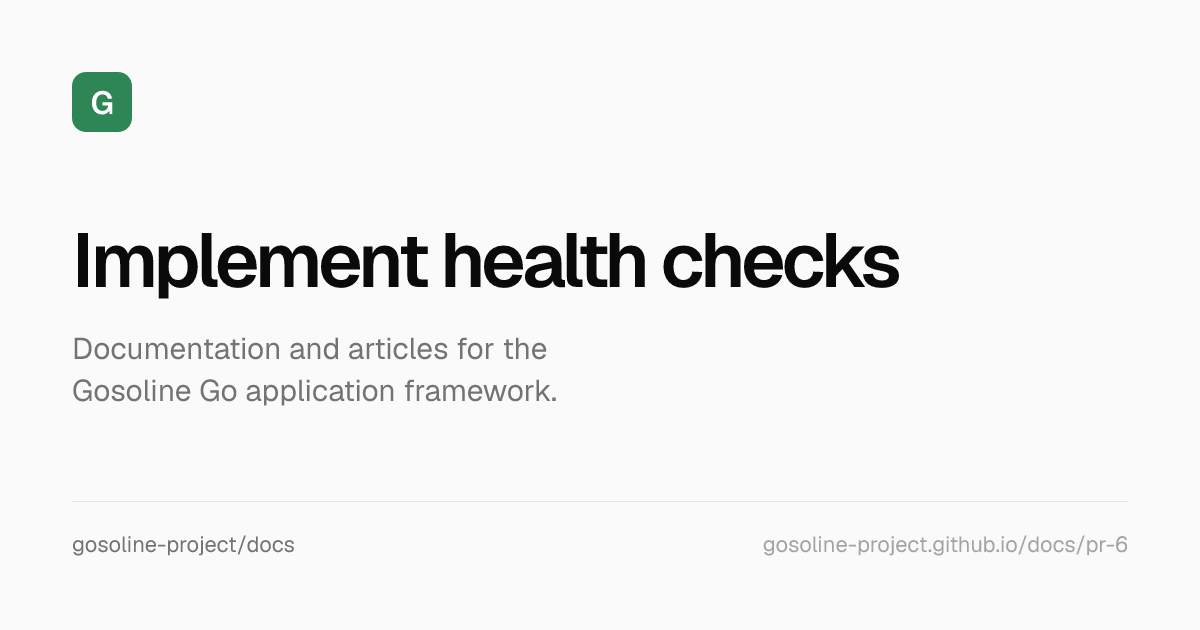 G
Implement health checks
Documentation and articles for the
Gosoline Go application framework.
gosoline-project/docs
gosoline-project.github.io/docs/pr-6